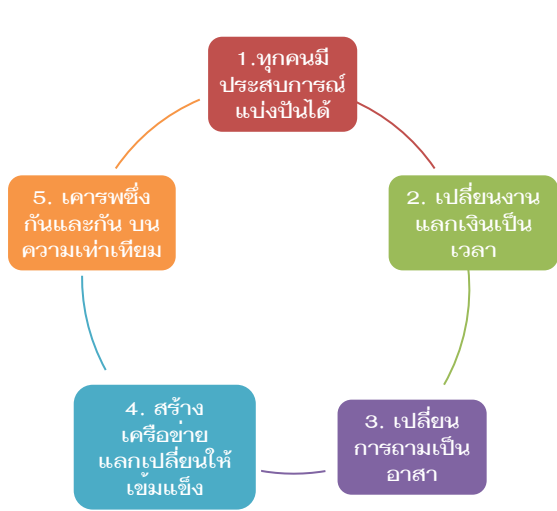 1.ทุกคนมี
ประสบการณ์
แบ่งปันได้
2. เปลี่ยนงาน
แลกเงินเป็น
เวลา
3. เปลี่ยน
การถามเป็น
อาสา
4. สร้าง
เครือข่าย
แลกเปลี่ยนให้
เข้มแข็ง
5. เคารพซึ่ง
กันและกัน บน
ความเท่าเทียม